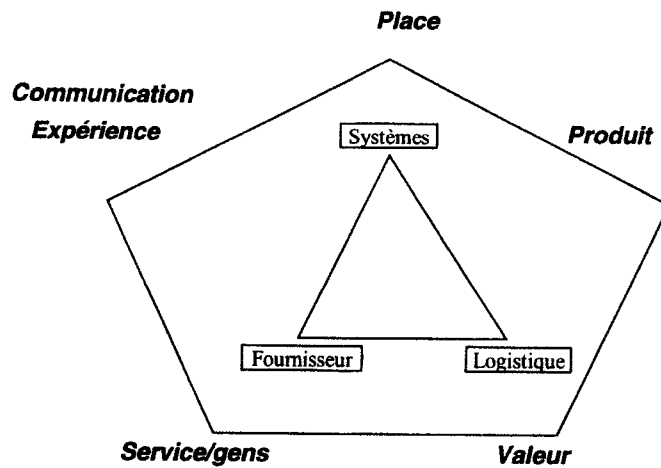 Place
Communication
Expérience
Produit
Systèmes
Fournisseur
Logistique
Service/gens
Valeur